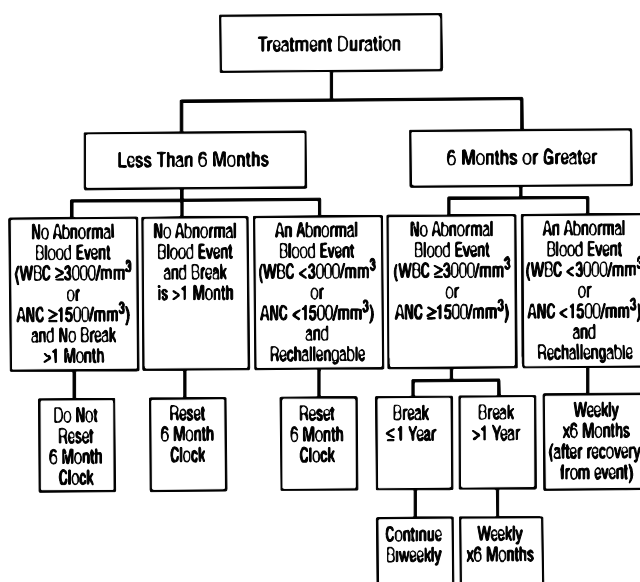 Treatment Duration
Less Than 6 Months
6 Months or Greater
No Abnormal
Blood Event
(WBC ≥3000/mm³
or
ANC ≥1500/mm³)
and No Break
>1 Month
No Abnormal
Blood Event
and Break
is >1 Month
An Abnormal
Blood Event
(WBC <3000/mm³
or
ANC <1500/mm³)
and
Rechallengable
No Abnormal
Blood Event
(WBC ≥3000/mm³
or
ANC ≥1500/mm³)
An Abnormal
Blood Event
(WBC <3000/mm³
or
ANC <1500/mm³)
and
Rechallengable
Do Not
Reset
6 Month
Clock
Reset
6 Month
Clock
Reset
6 Month
Clock
Break
≤1 Year
Break
>1 Year
Weekly
x6 Months
(after recovery
from event)
Continue
Biweekly
Weekly
x6 Months